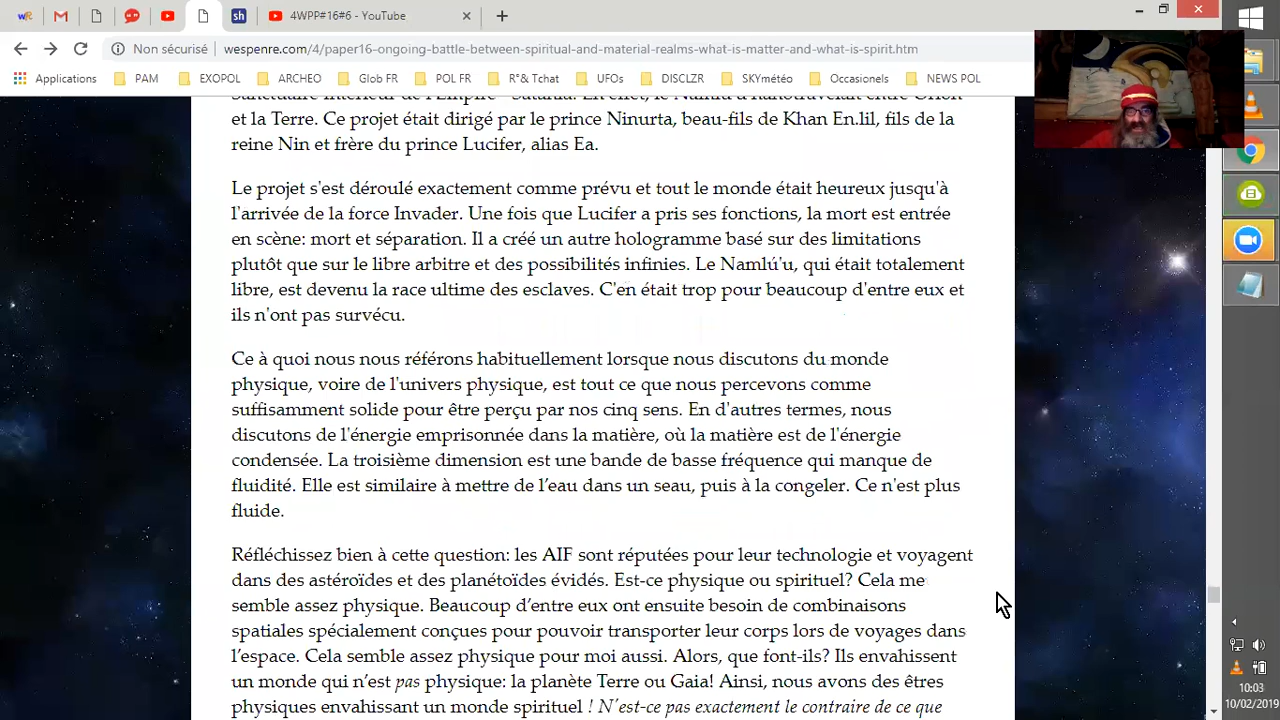 4WPP#16#6 - YouTube
Non sécurisé wespenre.com/4/paper16-ongoing-battle-between-spiritual-and-material-realms-what-is-matter-and-what-is-spirit.htm
Applications PAM EXOPOL ARCHEO Glob FR POL FR R°& Tchat UFOs DISCLZR SKYmétéo Occasionels NEWS POL
et la Terre. Ce projet était dirigé par le prince Ninurta, beau-fils de Khan En.lil, fils de la
reine Nin et frère du prince Lucifer, alias Ea.
Le projet s'est déroulé exactement comme prévu et tout le monde était heureux jusqu'à
l'arrivée de la force Invader. Une fois que Lucifer a pris ses fonctions, la mort est entrée
en scène: mort et séparation. Il a créé un autre hologramme basé sur des limitations
plutôt que sur le libre arbitre et des possibilités infinies. Le Namlú'u, qui était totalement
libre, est devenu la race ultime des esclaves. C'en était trop pour beaucoup d'entre eux et
ils n'ont pas survécu.
Ce à quoi nous nous référons habituellement lorsque nous discutons du monde
physique, voire de l'univers physique, est tout ce que nous percevons comme
suffisamment solide pour être perçu par nos cinq sens. En d'autres termes, nous
discutons de l'énergie emprisonnée dans la matière, où la matière est de l'énergie
condensée. La troisième dimension est une bande de basse fréquence qui manque de
fluidité. Elle est similaire à mettre de l’eau dans un seau, puis à la congeler. Ce n'est plus
fluide.
Réfléchissez bien à cette question: les AIF sont réputées pour leur technologie et voyagent
dans des astéroïdes et des planétoïdes évidés. Est-ce physique ou spirituel? Cela me
semble assez physique. Beaucoup d’entre eux ont ensuite besoin de combinaisons
spatiales spécialement conçues pour pouvoir transporter leur corps lors de voyages dans
l’espace. Cela semble assez physique pour moi aussi. Alors, que font-ils? Ils envahissent
un monde qui n’est pas physique: la planète Terre ou Gaia! Ainsi, nous avons des êtres
physiques envahissant un monde spirituel ! N’est-ce pas exactement le contraire de ce que
10:03
10/02/2019